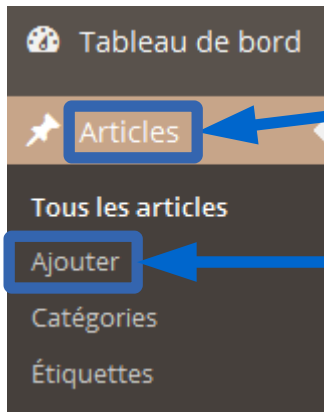 Tableau de bord
Articles
Tous les articles
Ajouter
Catégories
Étiquettes